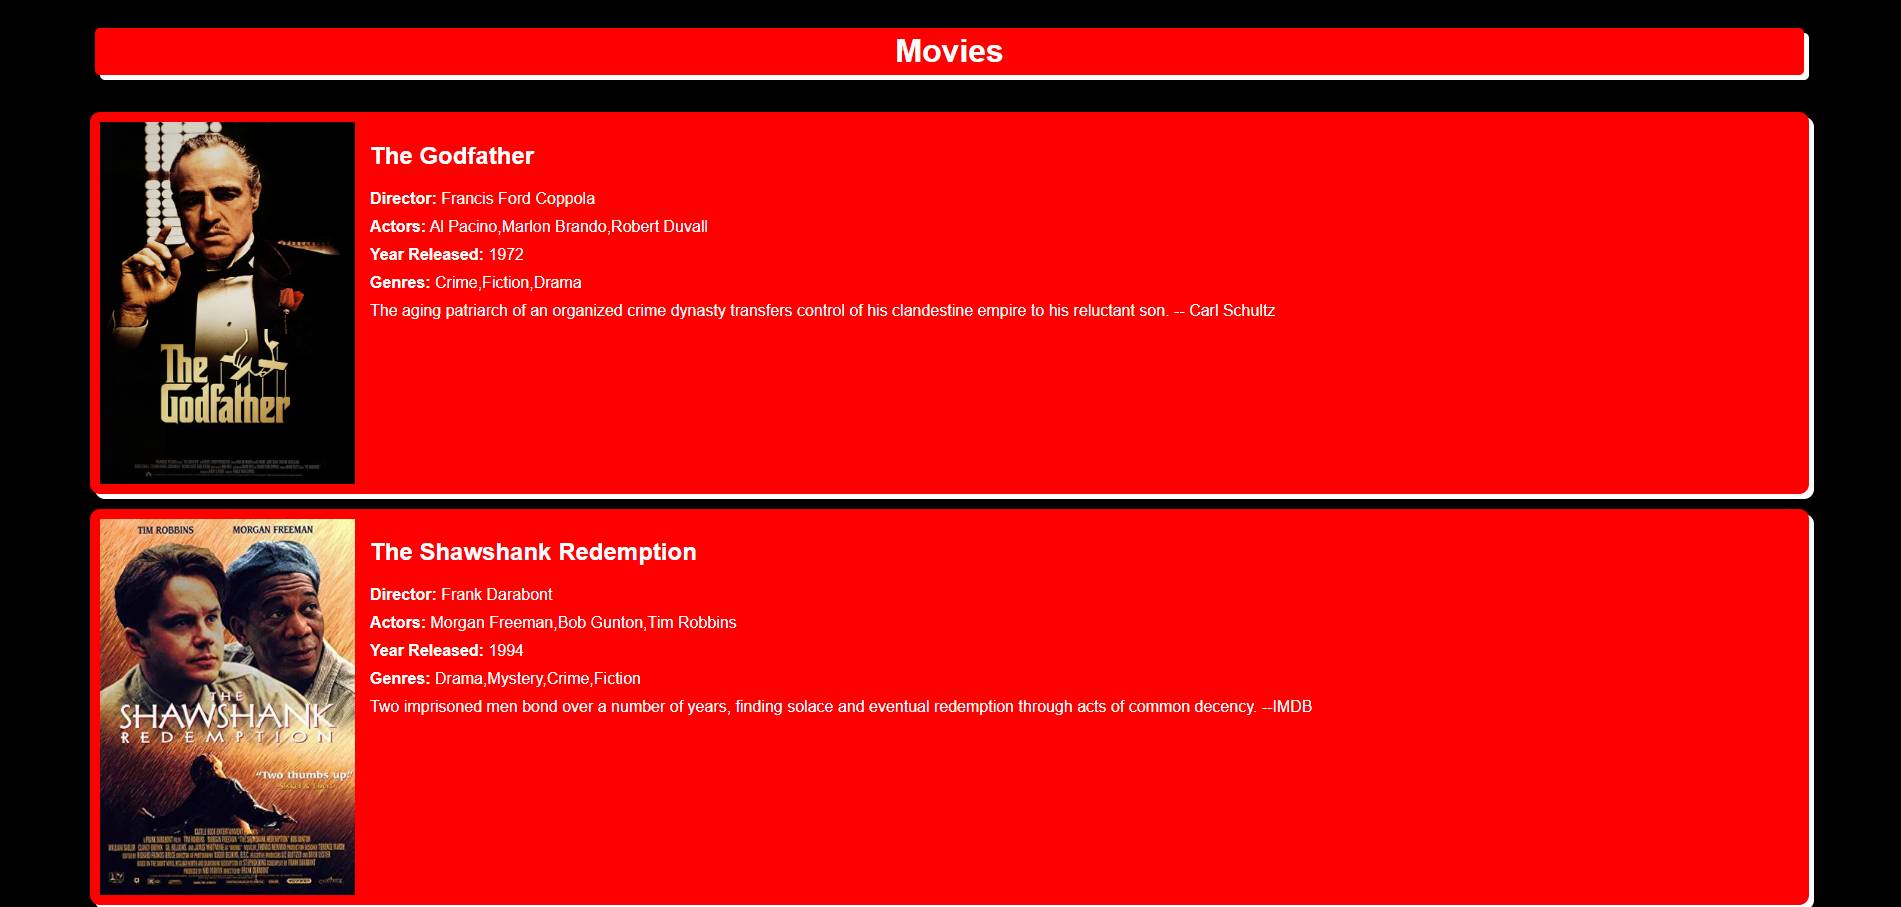 Movies
The Godfather
Director: Francis Ford Coppola
Actors: Al Pacino,Marlon Brando,Robert Duvall
Year Released: 1972
Genres: Crime,Fiction,Drama
The aging patriarch of an organized crime dynasty transfers control of his clandestine empire to his reluctant son. -- Carl Schultz
The
Godfather
TIM ROBBINS MORGAN FREEMAN
The Shawshank Redemption
Director: Frank Darabont
Actors: Morgan Freeman,Bob Gunton,Tim Robbins
Year Released: 1994
Genres: Drama,Mystery,Crime,Fiction
Two imprisoned men bond over a number of years, finding solace and eventual redemption through acts of common decency. --IMDB
THE
SHAWSHANK
REDEMPTION
"Two thumbs up!"